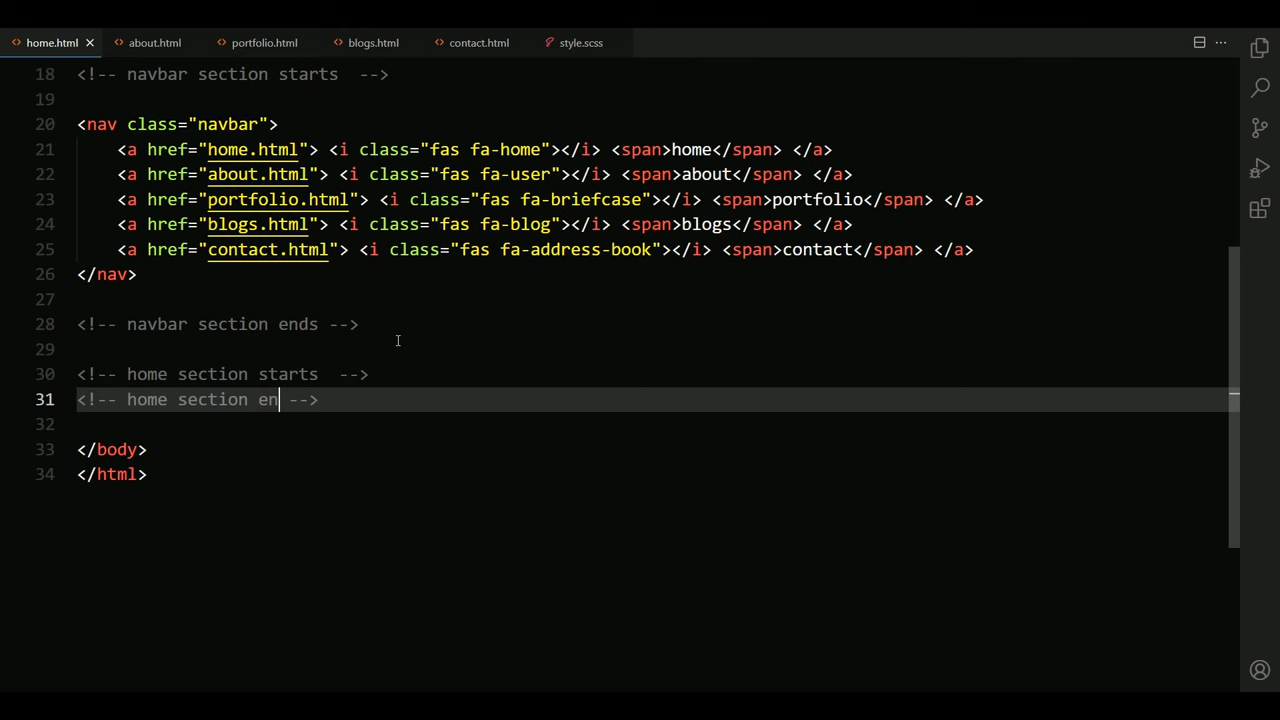 home.html about.html portfolio.html blogs.html contact.html style.scss
18 <!-- navbar section starts  -->
19
20 <nav class="navbar">
21 <a href="home.html"> <i class="fas fa-home"></i> <span>home</span> </a>
22 <a href="about.html"> <i class="fas fa-user"></i> <span>about</span> </a>
23 <a href="portfolio.html"> <i class="fas fa-briefcase"></i> <span>portfolio</span> </a>
24 <a href="blogs.html"> <i class="fas fa-blog"></i> <span>blogs</span> </a>
25 <a href="contact.html"> <i class="fas fa-address-book"></i> <span>contact</span> </a>
26 </nav>
27
28 <!-- navbar section ends -->
29
30 <!-- home section starts  -->
31 <!-- home section en -->
32
33 </body>
34 </html>